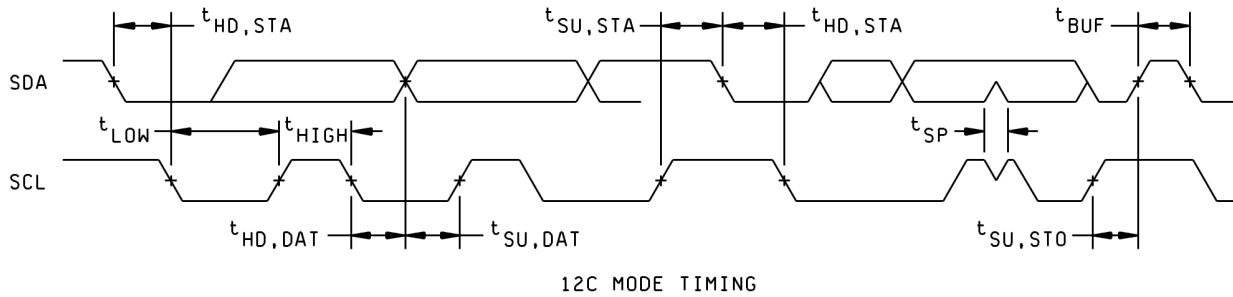 tHD,STA
tSU,STA
tHD,STA
tBUF
SDA
tLOW
tHIGH
tSP
SCL
tHD,DAT
tSU,DAT
tSU,STO
12C MODE TIMING